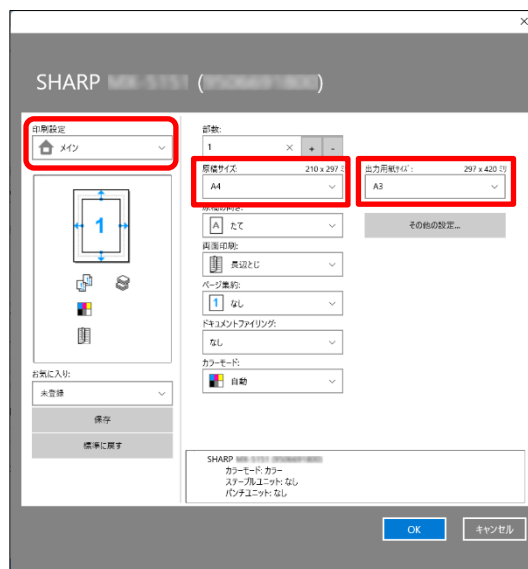 SHARP (
印刷設定
メイン
1
お気に入り:
未登録
保存
標準に戻す
部数:
1 × + -
原稿サイズ: 210 x 297 ミ
A4
出力用紙サイズ: 297 x 420 ミリ
A3
原稿の向き:
A たて
その他の設定...
両面印刷:
長辺とじ
ページ集約:
1 なし
ドキュメントファイリング:
なし
カラーモード:
自動
SHARP
カラーモード: カラー
ステープルユニット: なし
パンチユニット: なし
OK キャンセル